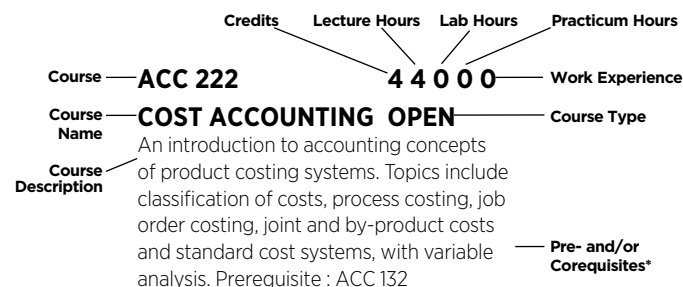 Credits Lecture Hours Lab Hours Practicum Hours
Course ACC 222 4 4 0 0 0 Work Experience
Course Name COST ACCOUNTING OPEN Course Type
An introduction to accounting concepts
Course Description of product costing systems. Topics include
classification of costs, process costing, job
order costing, joint and by-product costs
and standard cost systems, with variable
analysis. Prerequisite : ACC 132
Pre- and/or
Corequisites*